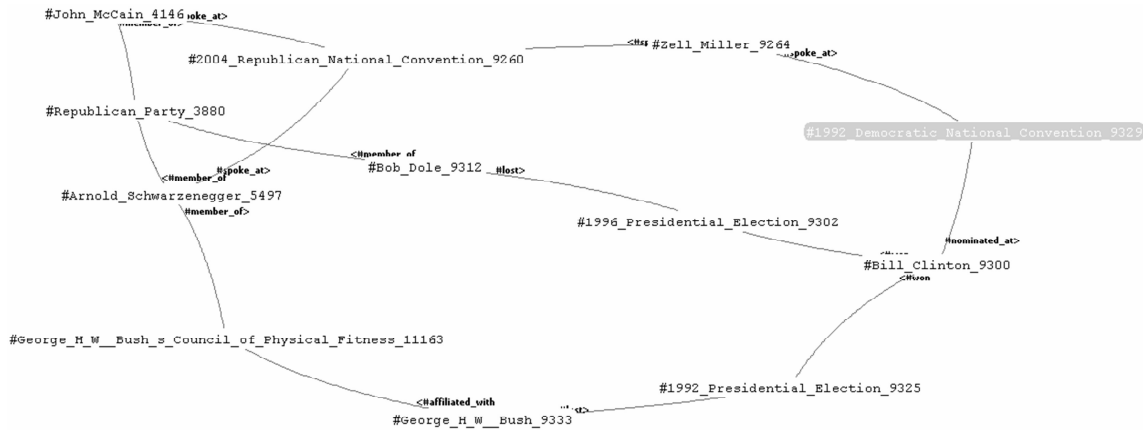 #John_McCain_4146
#2004_Republican_National_Convention_9260
#Zell_Miller_9264
spoke_at>
#Republican_Party_3880
#1992_Democratic_National_Convention_9329
<#member_of
#Bob_Dole_9312
#lost>
#spoke_at>
<#member_of
#Arnold_Schwarzenegger_5497
#member_of>
#1996_Presidential_Election_9302
#nominated_at>
#Bill_Clinton_9300
<#won
#George_H_W__Bush_s_Council_of_Physical_Fitness_11163
#1992_Presidential_Election_9325
<#affiliated_with
#George_H_W__Bush_9333